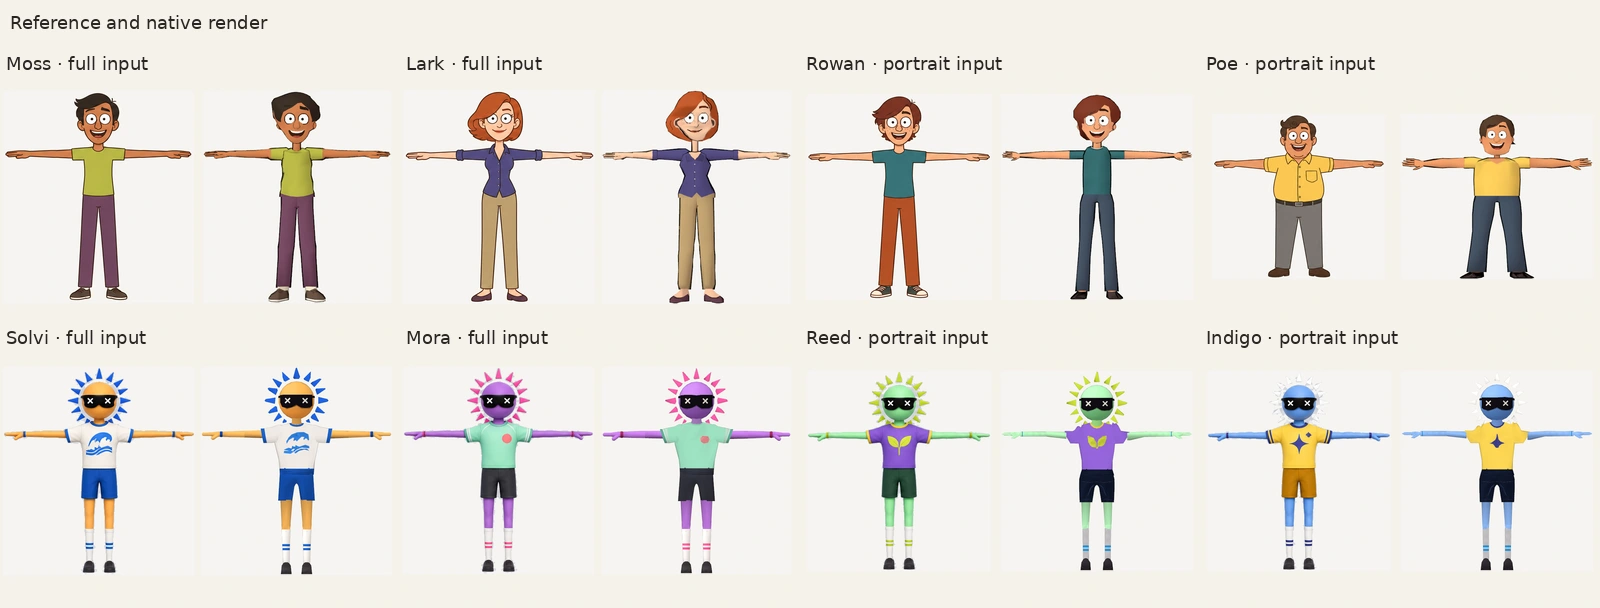 Reference and native render
Moss · full input
Lark · full input
Rowan · portrait input
Poe · portrait input
Solvi · full input
Mora · full input
Reed · portrait input
Indigo · portrait input